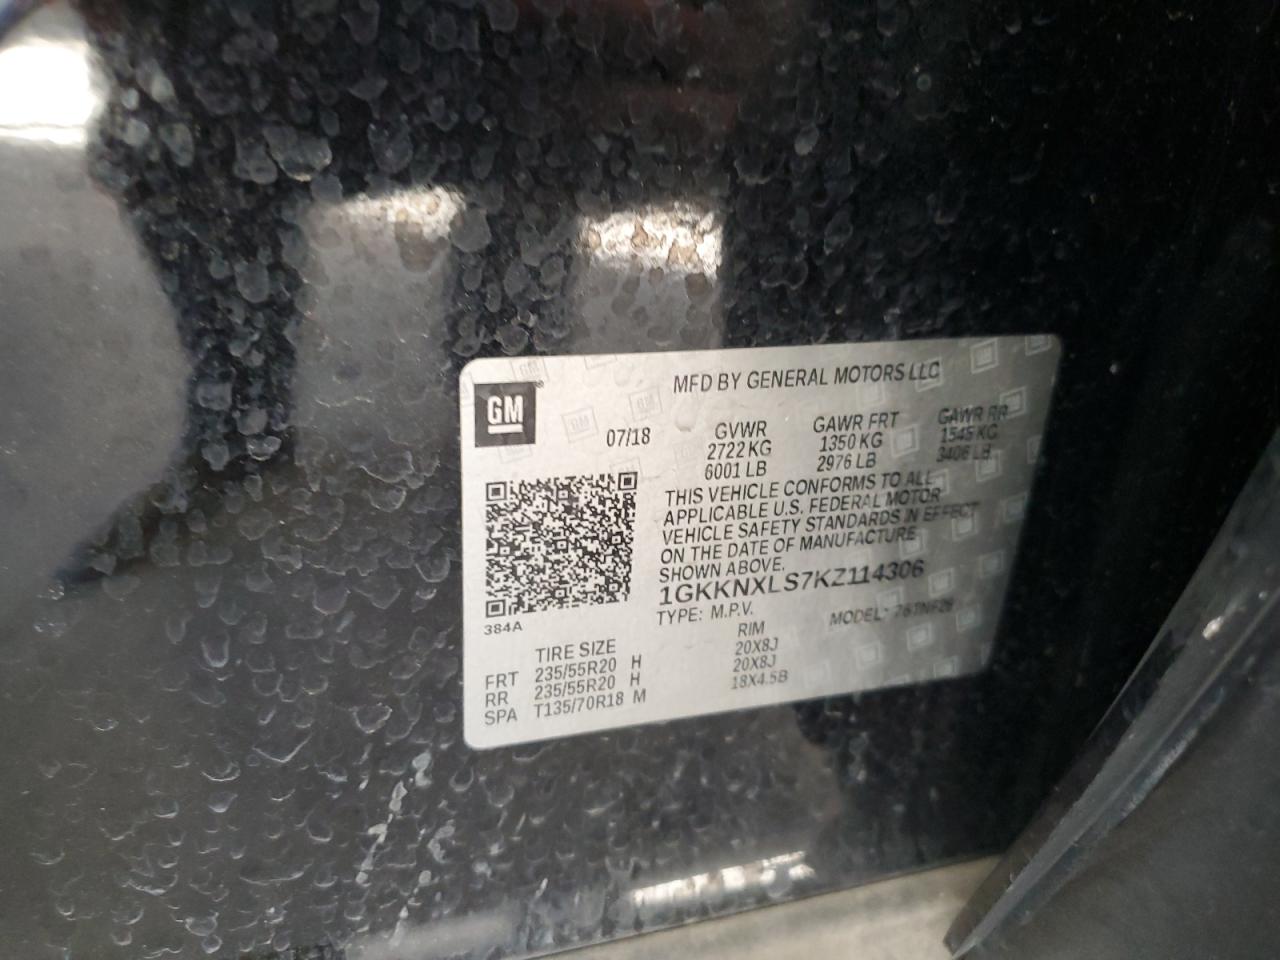 GM
MFD BY GENERAL MOTORS LLC
07/18
GVWR GAWR FRT GAWR RR
2722 KG 1350 KG 1545 KG
6001 LB 2976 LB 3406 LB
THIS VEHICLE CONFORMS TO ALL
APPLICABLE U.S. FEDERAL MOTOR
VEHICLE SAFETY STANDARDS IN EFFECT
ON THE DATE OF MANUFACTURE
SHOWN ABOVE.
1GKKNXLS7KZ114306
TYPE: M.P.V. MODEL:
384A
TIRE SIZE RIM
FRT 235/55R20 H 20X8J
RR 235/55R20 H 20X8J
SPA T135/70R18 M 18X4.5B